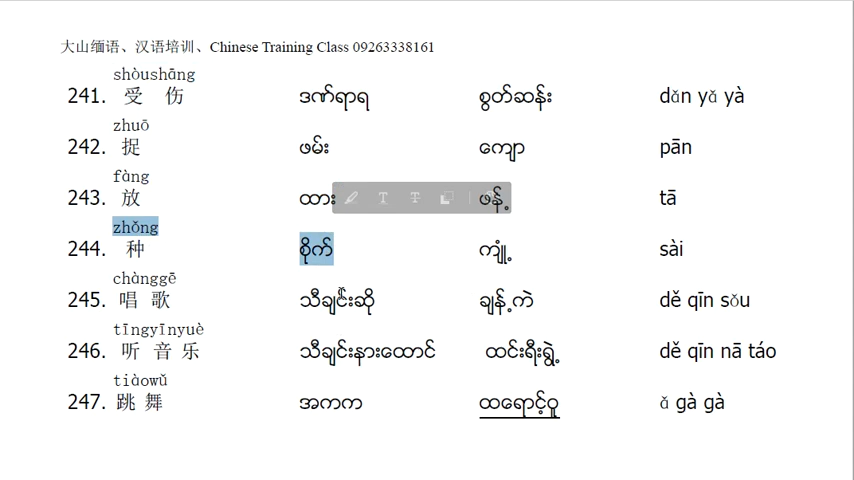 大山缅语、汉语培训、Chinese Training Class 09263338161
shòushāng
241. 受 伤 ဒဏ်ရာရ စွတ်ဆန်း dǎn yǎ yà
zhuō
242. 捉 ဖမ်း ကျော pān
fàng
243. 放 ထား ဖန့် tā
zhǒng
244. 种 စိုက် ကျုံ့ sài
chànggē
245. 唱 歌 သီချင်းဆို ချန့်ကဲ dě qīn sǒu
tīngyīnyuè
246. 听 音 乐 သီချင်းနားထောင် ထင်းရီးရွဲ့ dě qīn nā táo
tiàowǔ
247. 跳 舞 အကက ထရောင့်ဝူ ǎ gà gà